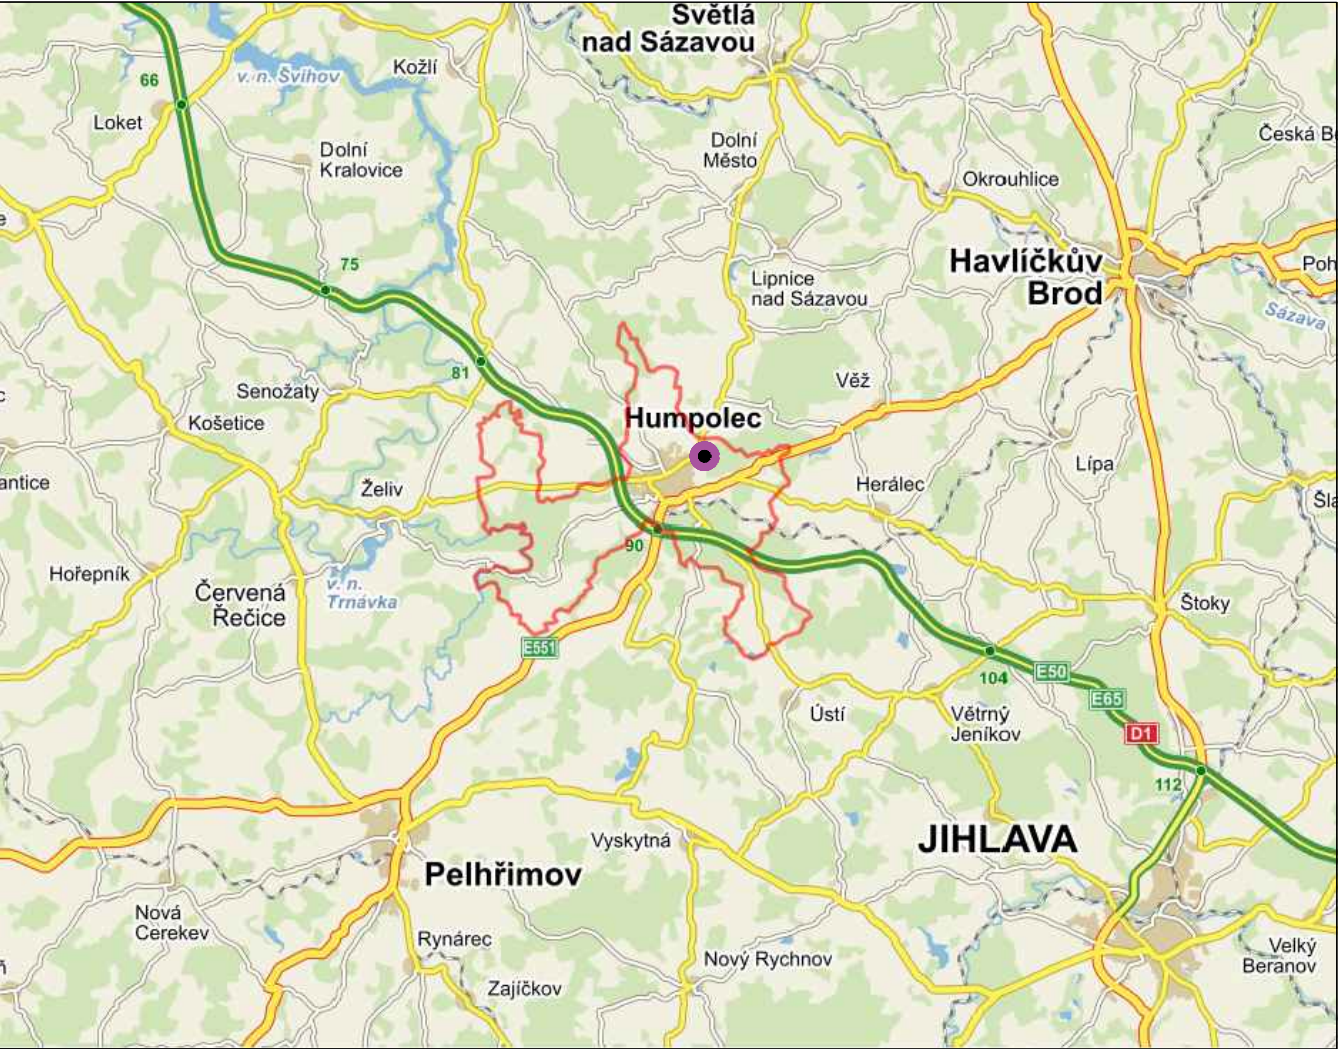 Světlá
nad Sázavou
66
v. n. Švihov
Kožlí
Loket
Dolní
Kralovice
Dolní
Město
Okrouhlice
Česká B
75
Lipnice
nad Sázavou
Havlíčkův
Brod
Poh
Sázava
81
Senožaty
Košetice
Humpolec
Věž
antice
Želiv
Herálec
Lípa
Šla
90
Hořepník
Červená
Řečice
v. n.
Trnávka
E551
Štoky
104
E50
E65
D1
Ústí
Větrný
Jeníkov
112
Vyskytná
JIHLAVA
Pelhřimov
Nová
Cerekev
Rynárec
Zajíčkov
Nový Rychnov
Velký
Beranov